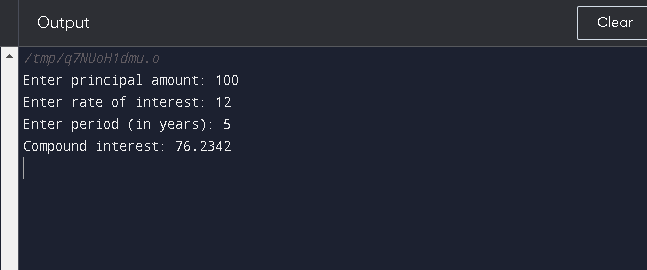 Output
Clear
/tmp/q7NUoH1dmu.o
Enter principal amount: 100
Enter rate of interest: 12
Enter period (in years): 5
Compound interest: 76.2342